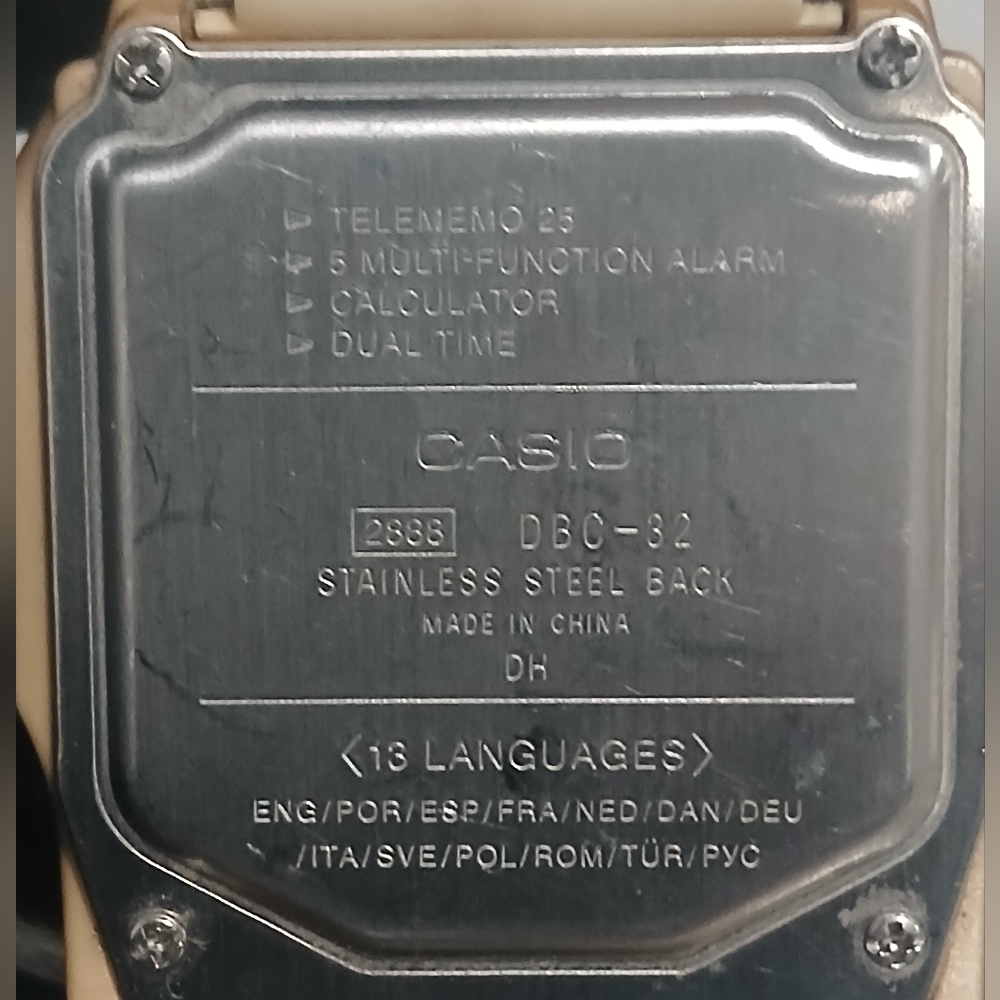 TELEMEMO 25
5 MULTI-FUNCTION ALARM
CALCULATOR
DUAL TIME
CASIO
2888 DBC-32
STAINLESS STEEL BACK
MADE IN CHINA
DH
〈13 LANGUAGES〉
ENG/POR/ESP/FRA/NED/DAN/DEU
/ITA/SVE/POL/ROM/TÜR/РУС